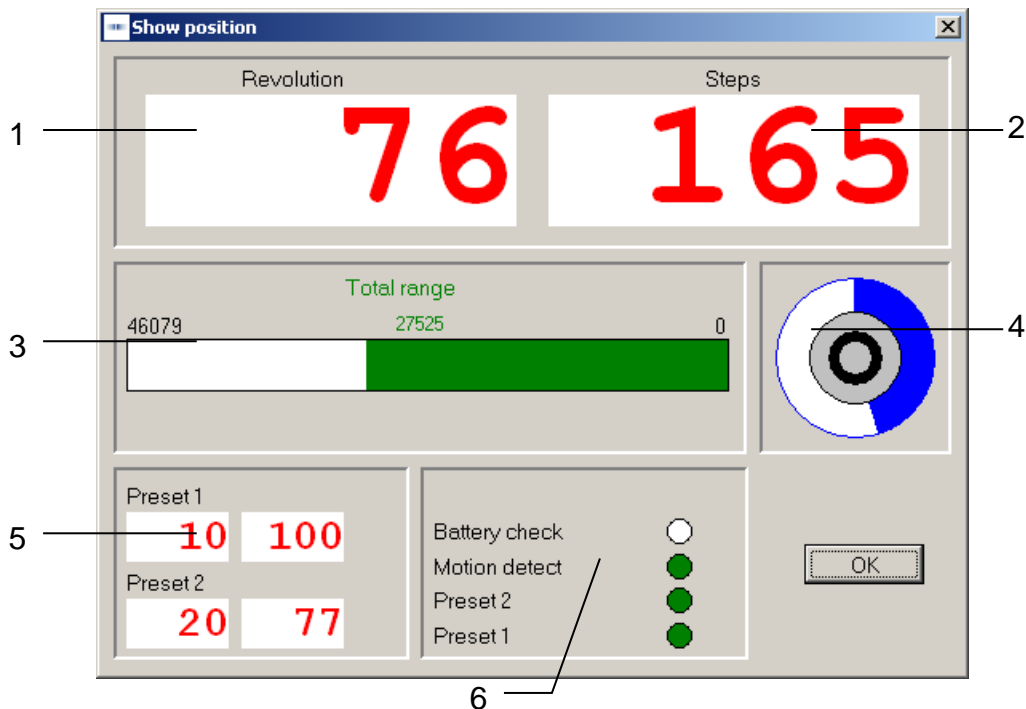 Show position
Revolution Steps
1 76 165 2
Total range
46079 27525 0
3 4
Preset 1
5 10 100
Preset 2
20 77
Battery check
Motion detect
Preset 2
Preset 1
OK
6